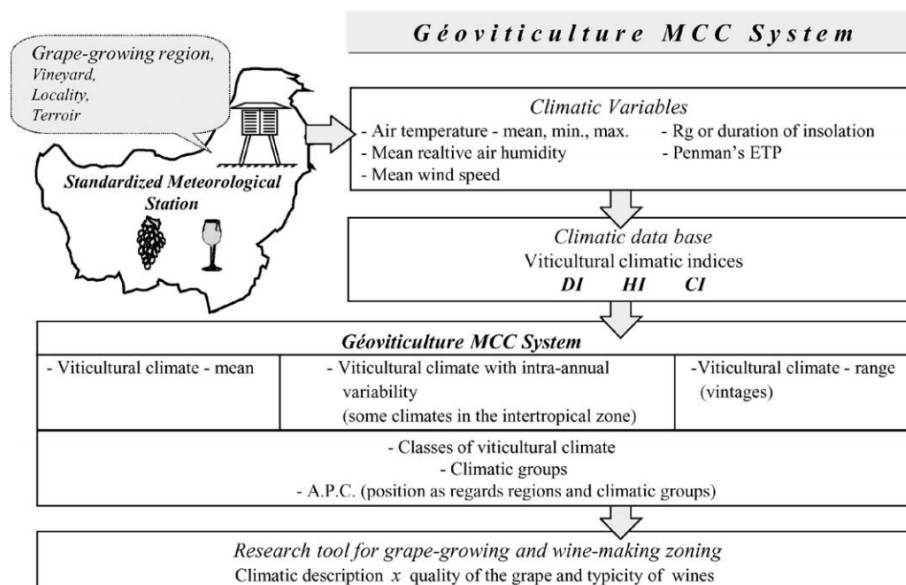 Géoviticulture MCC System
Grape-growing region,
Vineyard,
Locality,
Terroir
Standardized Meteorological
Station
Climatic Variables
- Air temperature - mean, min., max.
- Mean realtive air humidity
- Mean wind speed
- Rg or duration of insolation
- Penman's ETP
Climatic data base
Viticultural climatic indices
DI HI CI
Géoviticulture MCC System
- Viticultural climate - mean
- Viticultural climate with intra-annual
variability
(some climates in the intertropical zone)
-Viticultural climate - range
(vintages)
- Classes of viticultural climate
- Climatic groups
- A.P.C. (position as regards regions and climatic groups)
Research tool for grape-growing and wine-making zoning
Climatic description x quality of the grape and typicity of wines